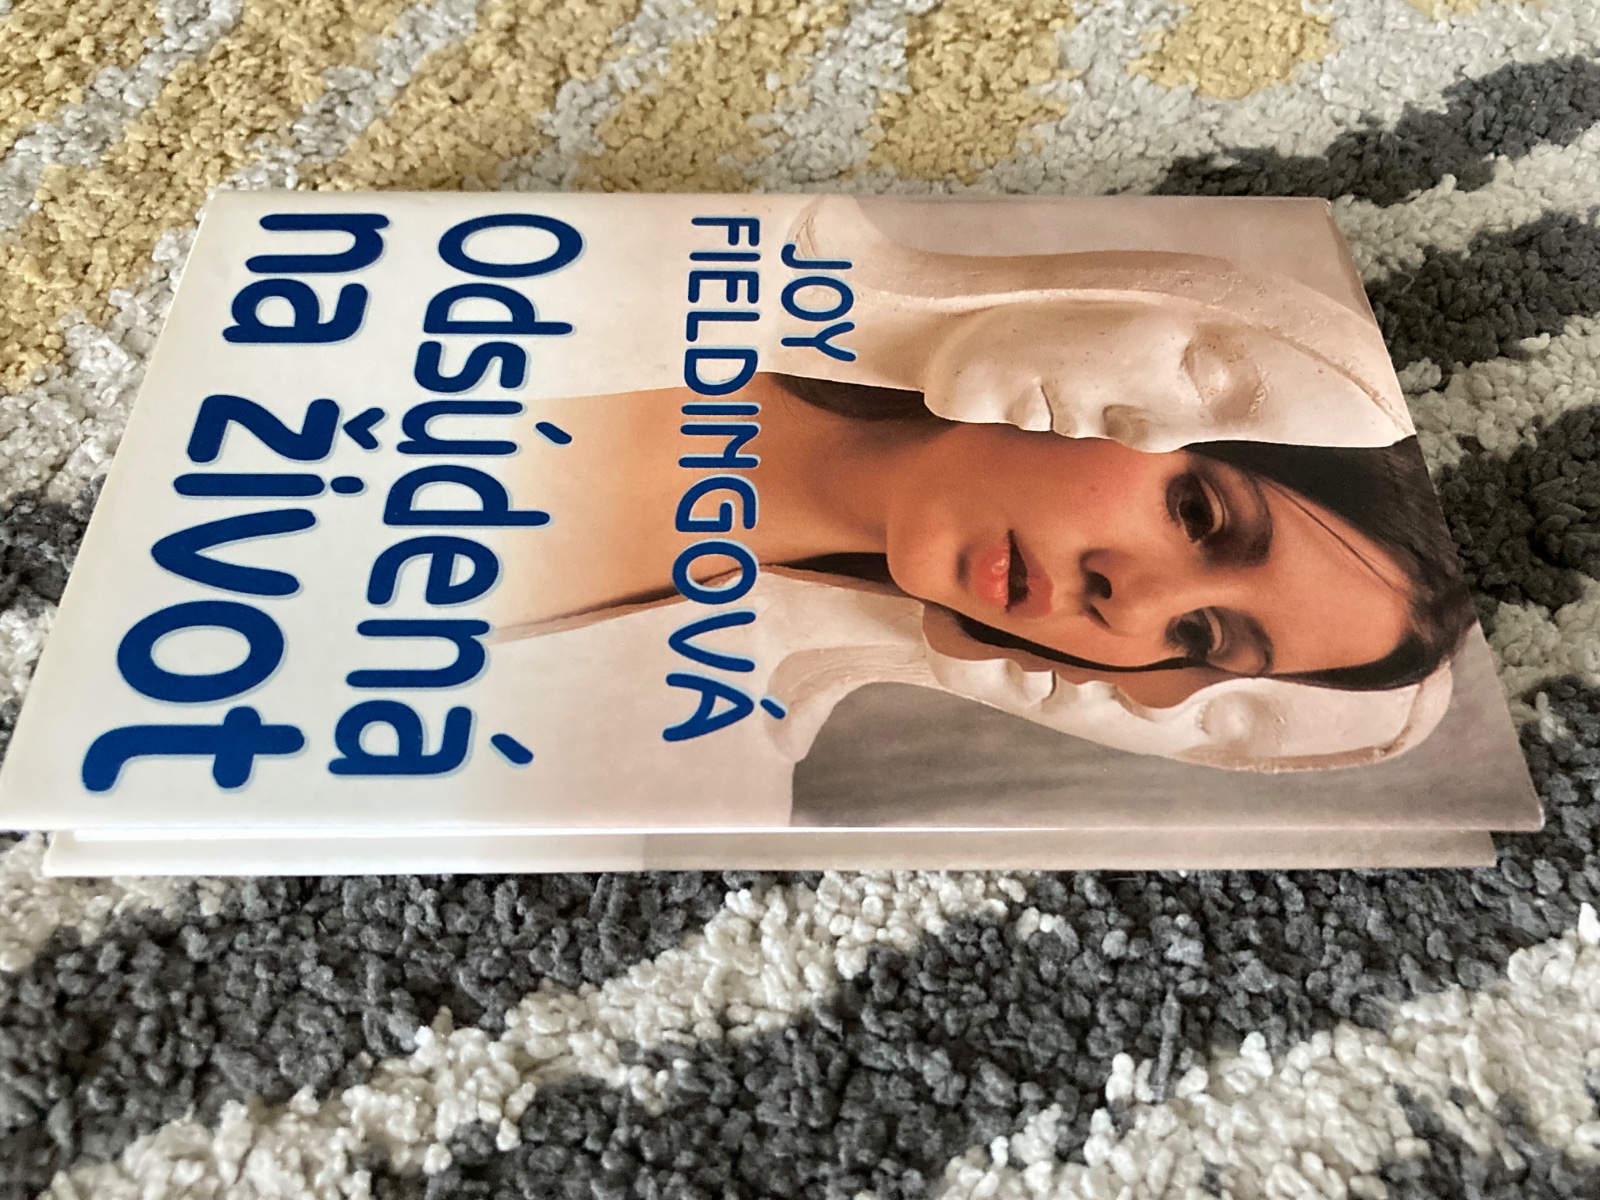 JOY
FIELDINGOVÁ
Odsúdená
na život